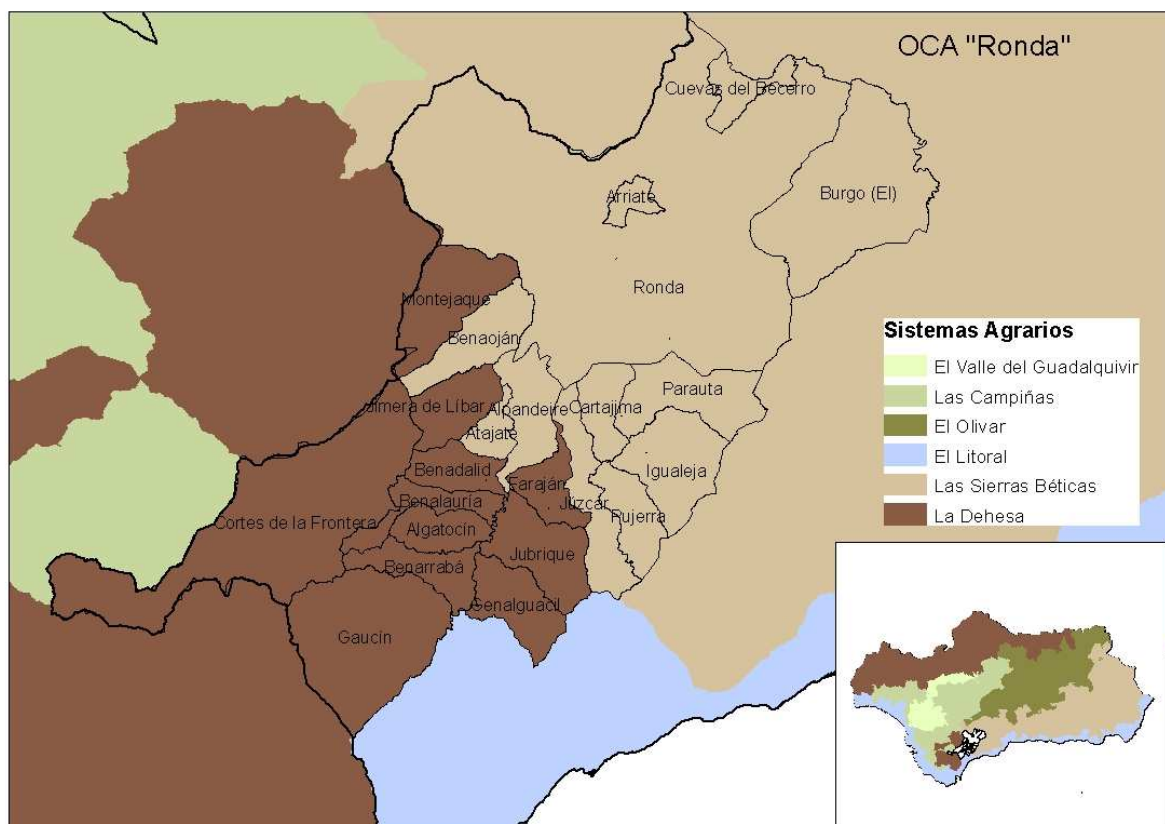 OCA "Ronda"
Cuevas del Becerro
Burgo (El)
Arriate
Ronda
Montejaque
Benaoján
Jimera de Líbar
Alpandeire
Cartajima
Parauta
Atajate
Igualeja
Benadalid
Faraján
Júzcar
Pujerra
Benalauría
Cortes de la Frontera
Algatocín
Jubrique
Benarrabá
Genalguacil
Gaucín
Sistemas Agrarios
El Valle del Guadalquivir
Las Campiñas
El Olivar
El Litoral
Las Sierras Béticas
La Dehesa